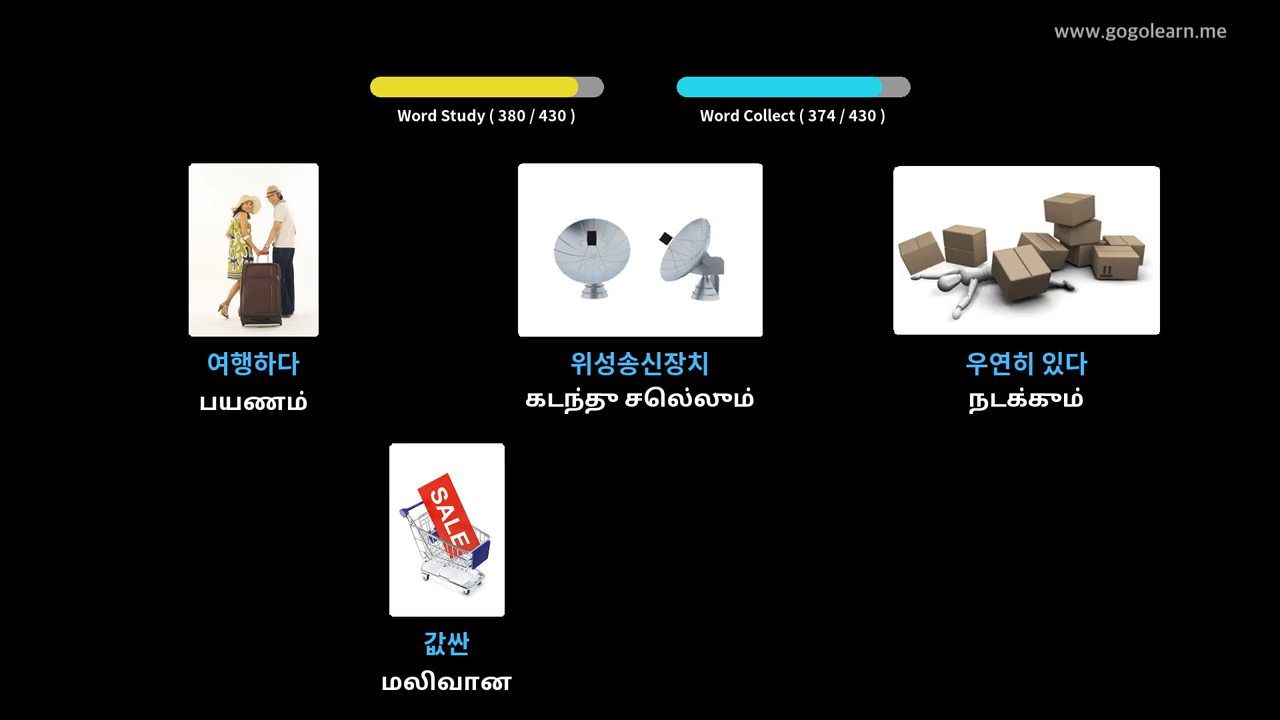 www.gogolearn.me
Word Study ( 380 / 430 )
Word Collect ( 374 / 430 )
여행하다
பயணம்
위성송신장치
கடந்து செல்லும்
우연히 있다
நடக்கும்
SALE
값싼
மலிவான